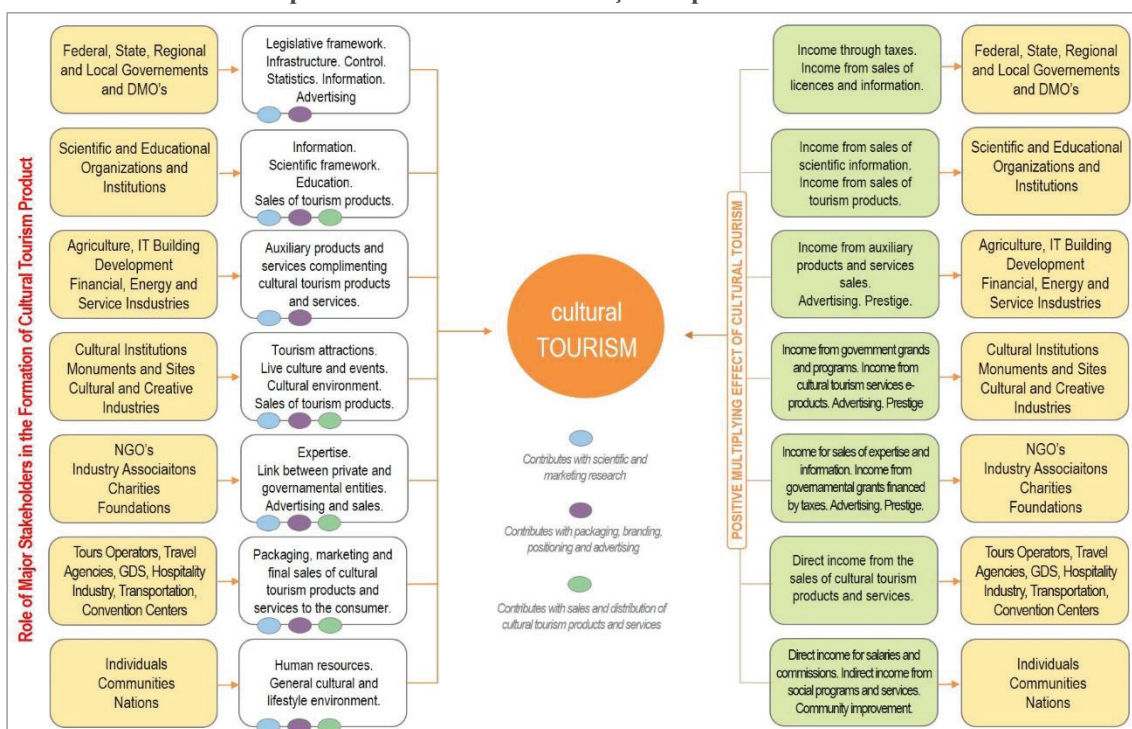 Role of Major Stakeholders in the Formation of Cultural Tourism Product
Federal, State, Regional
and Local Governements
and DMO's
Legislative framework.
Infrastructure. Control.
Statistics. Information.
Advertising
Scientific and Educational
Organizations and
Institutions
Information.
Scientific framework.
Education.
Sales of tourism products.
Agriculture, IT Building
Development
Financial, Energy and
Service Insdustries
Auxiliary products and
services complimenting
cultural tourism products
and services.
Cultural Institutions
Monuments and Sites
Cultural and Creative
Industries
Tourism attractions.
Live culture and events.
Cultural environment.
Sales of tourism products.
NGO's
Industry Associaitons
Charities
Foundations
Expertise.
Link between private and
governamental entities.
Advertising and sales.
Tours Operators, Travel
Agencies, GDS, Hospitality
Industry, Transportation,
Convention Centers
Packaging, marketing and
final sales of cultural
tourism products and
services to the consumer.
Individuals
Communities
Nations
Human resources.
General cultural and
lifestyle environment.
cultural
TOURISM
Contributes with scientific and
marketing research
Contributes with packaging, branding,
positioning and advertising
Contributes with sales and distribution of
cultural tourism products and services
POSITIVE MULTIPLYING EFFECT OF CULTURAL TOURISM
Income through taxes.
Income from sales of
licences and information.
Federal, State, Regional
and Local Governements
and DMO's
Income from sales of
scientific information.
Income from sales of
tourism products.
Scientific and Educational
Organizations and
Institutions
Income from auxiliary
products and services
sales.
Advertising. Prestige.
Agriculture, IT Building
Development
Financial, Energy and
Service Insdustries
Income from government grands
and programs. Income from
cultural tourism services e-
products. Advertising. Prestige
Cultural Institutions
Monuments and Sites
Cultural and Creative
Industries
Income for sales of expertise and
information. Income from
governamental grants financed
by taxes. Advertising. Prestige.
NGO's
Industry Associaitons
Charities
Foundations
Direct income from the
sales of cultural tourism
products and services.
Tours Operators, Travel
Agencies, GDS, Hospitality
Industry, Transportation,
Convention Centers
Direct income for salaries and
commissions. Indirect income from
social programs and services.
Community improvement.
Individuals
Communities
Nations